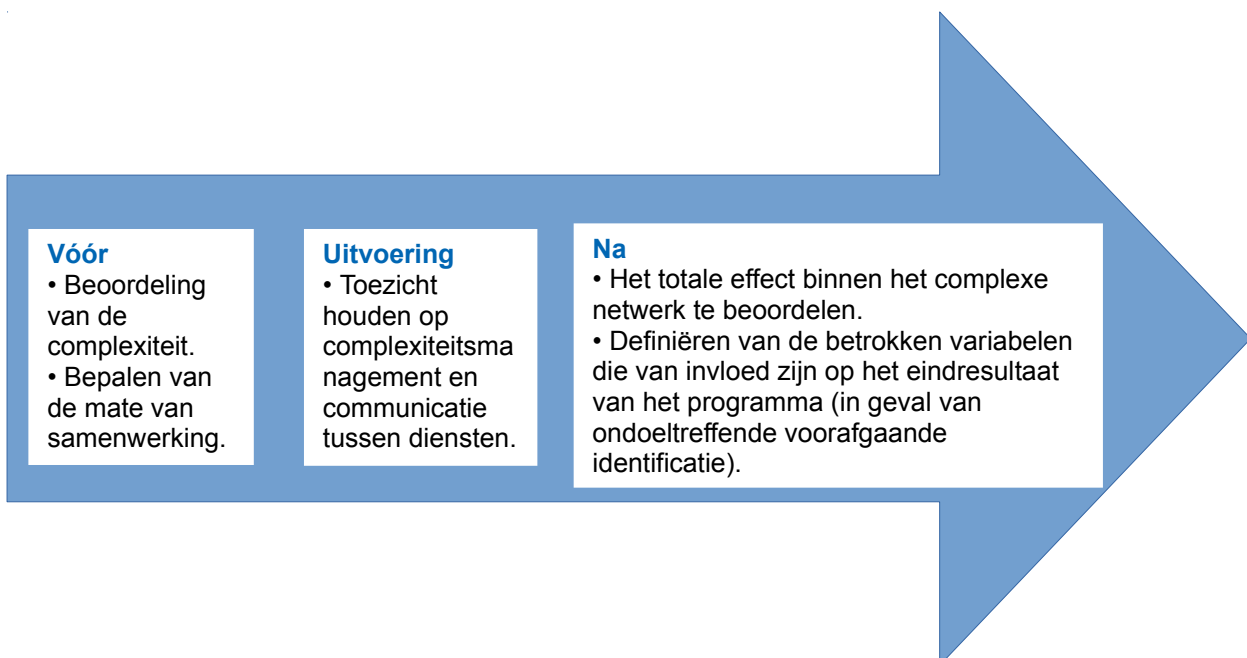 Vóór
• Beoordeling
van de
complexiteit.
• Bepalen van
de mate van
samenwerking.
Uitvoering
• Toezicht
houden op
complexiteitsma
nagement en
communicatie
tussen diensten.
Na
• Het totale effect binnen het complexe
netwerk te beoordelen.
• Definiëren van de betrokken variabelen
die van invloed zijn op het eindresultaat
van het programma (in geval van
ondoeltreffende voorafgaande
identificatie).